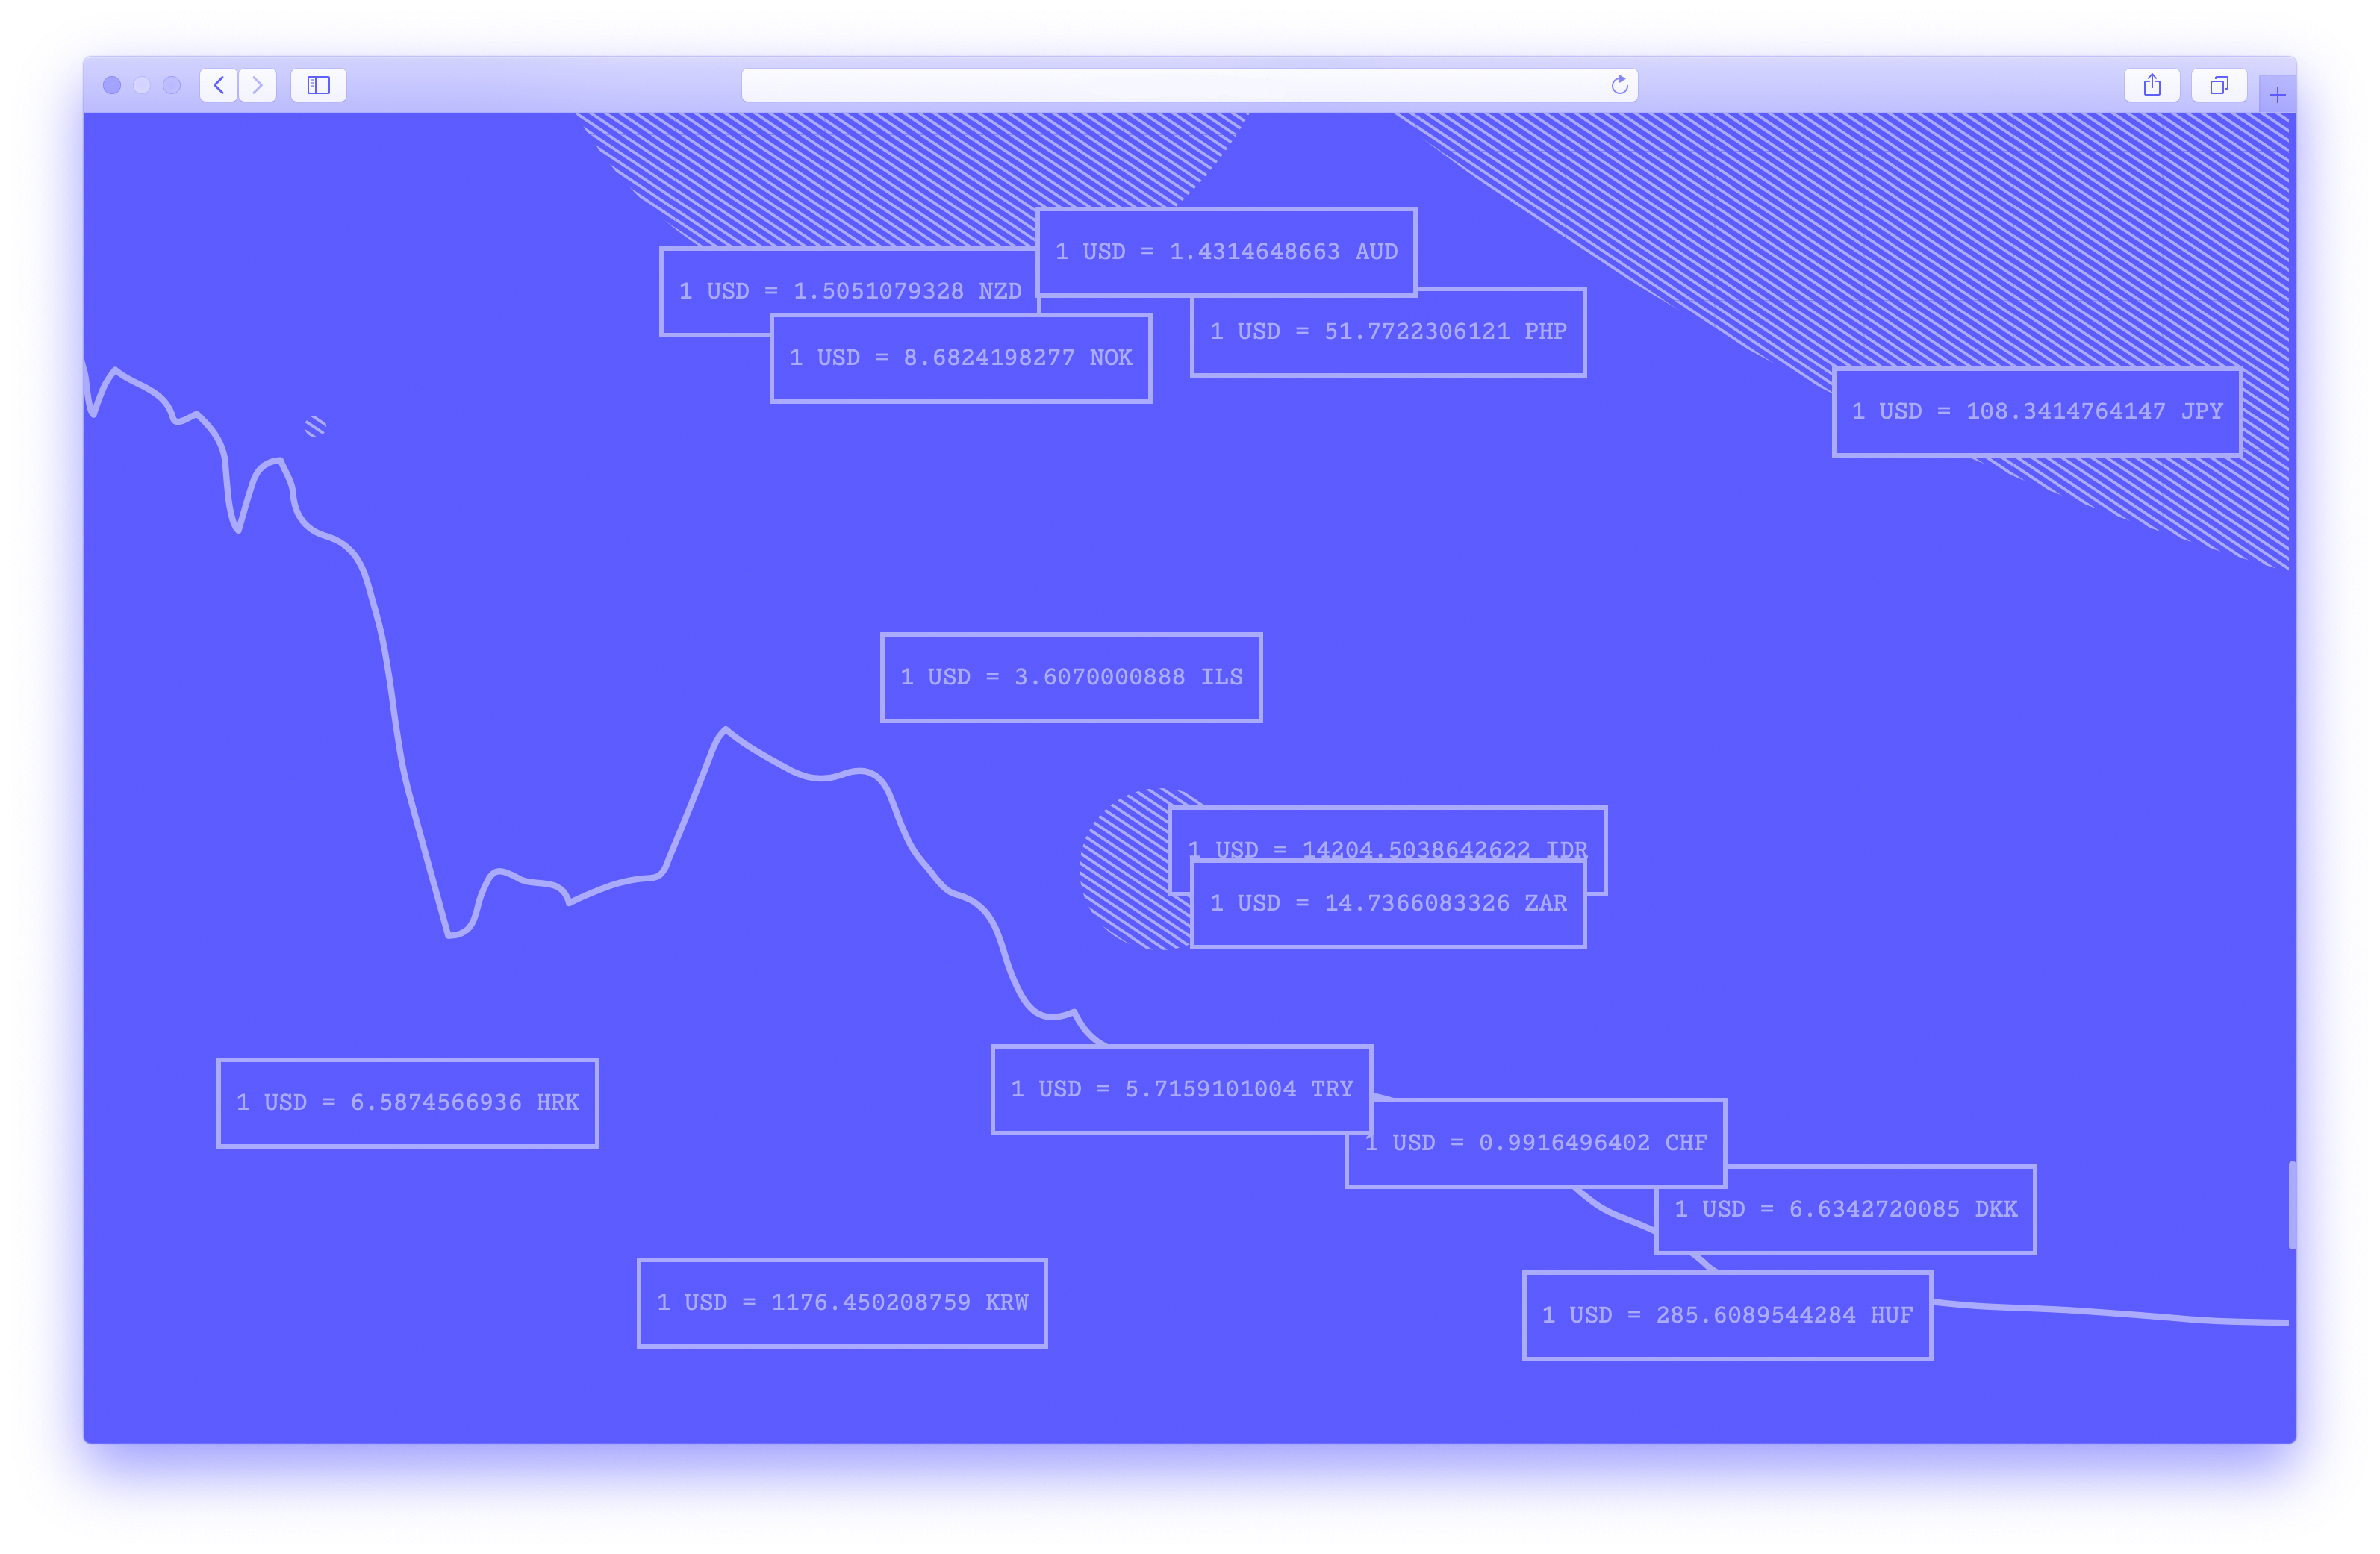 1 USD = 1.4314648663 AUD
1 USD = 1.5051079328 NZD
1 USD = 51.7722306121 PHP
1 USD = 8.6824198277 NOK
1 USD = 108.3414764147 JPY
1 USD = 3.6070000888 ILS
1 USD = 14204.5038642622 IDR
1 USD = 14.7366083326 ZAR
1 USD = 5.7159101004 TRY
1 USD = 6.5874566936 HRK
1 USD = 0.9916496402 CHF
1 USD = 6.6342720085 DKK
1 USD = 1176.450208759 KRW
1 USD = 285.6089544284 HUF